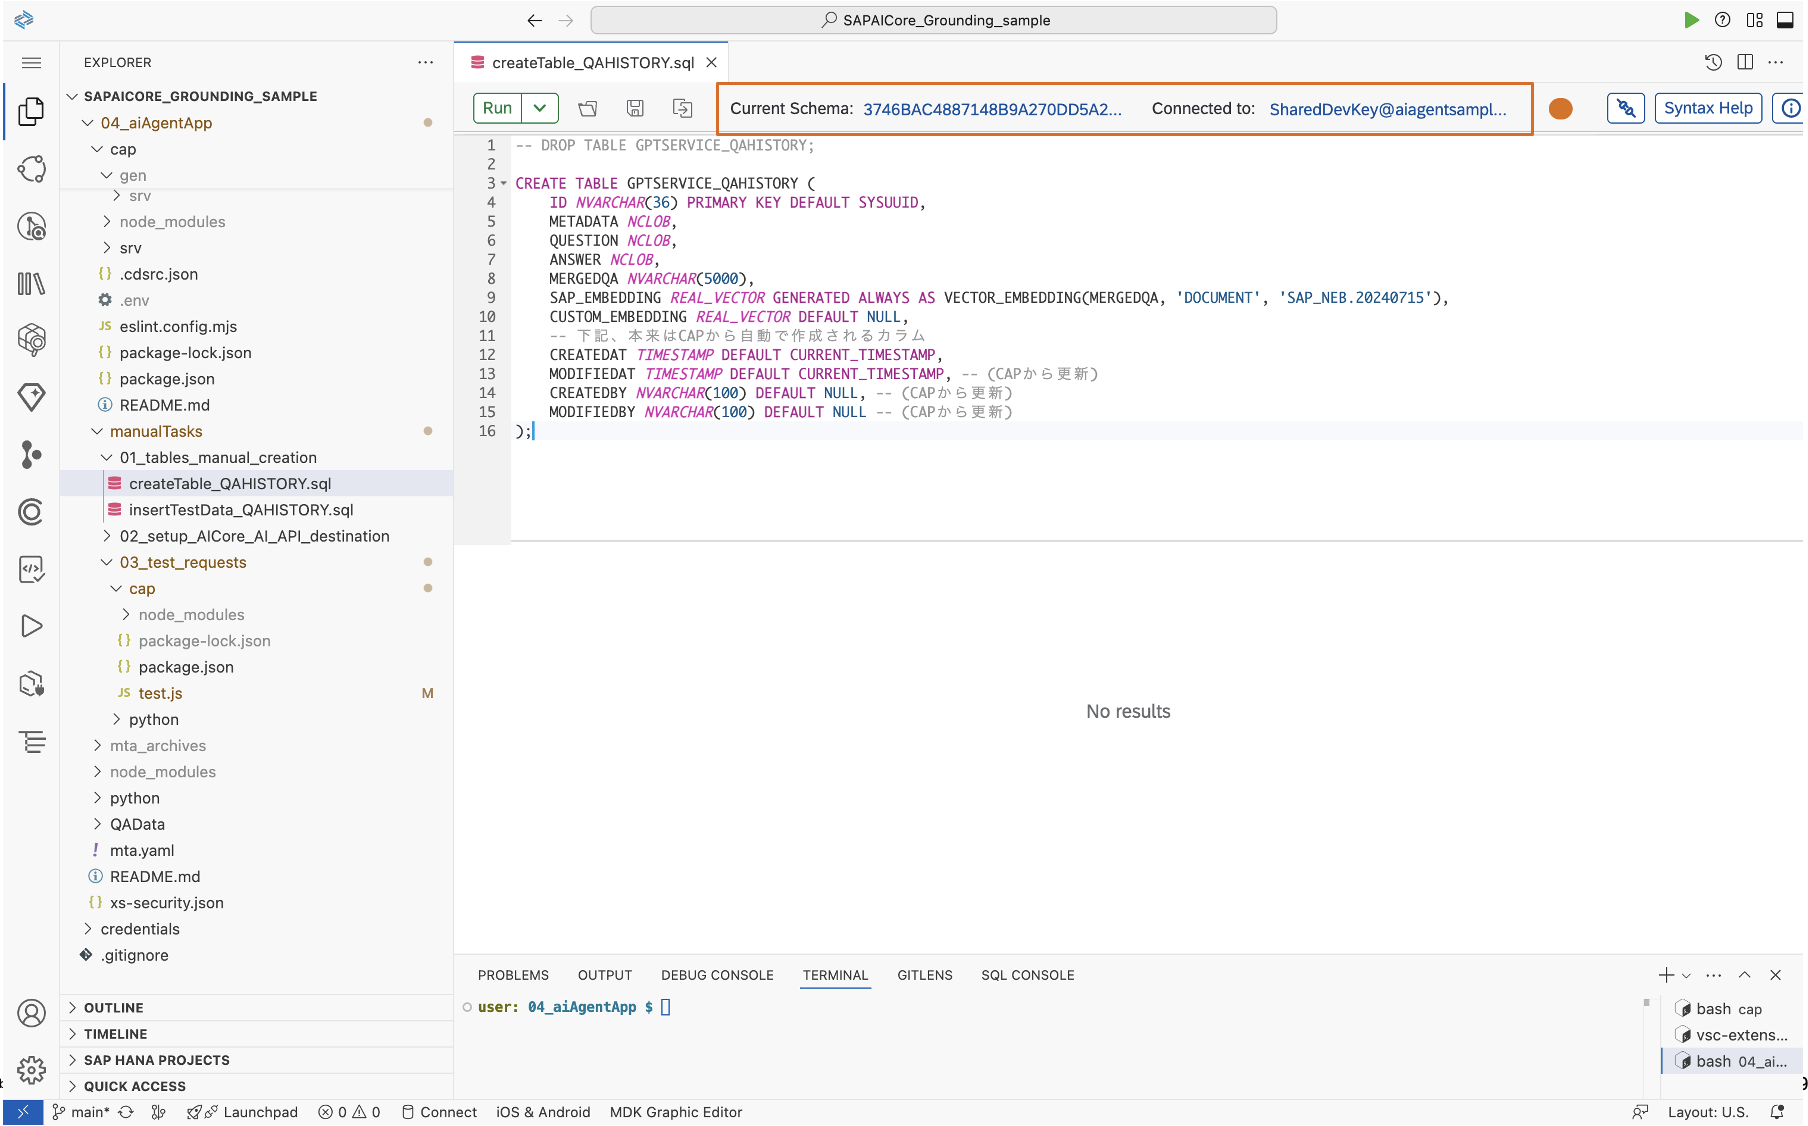 SAPAICore_Grounding_sample
EXPLORER
SAPAICORE_GROUNDING_SAMPLE
04_aiAgentApp
cap
gen
srv
node_modules
srv
.cdsrc.json
.env
eslint.config.mjs
package-lock.json
package.json
README.md
manualTasks
01_tables_manual_creation
createTable_QAHISTORY.sql
insertTestData_QAHISTORY.sql
02_setup_AICore_AI_API_destination
03_test_requests
cap
node_modules
package-lock.json
package.json
JS test.js M
python
mta_archives
node_modules
python
QAData
mta.yaml
README.md
xs-security.json
credentials
.gitignore
OUTLINE
TIMELINE
SAP HANA PROJECTS
QUICK ACCESS
createTable_QAHISTORY.sql
Run Current Schema: 3746BAC4887148B9A270DD5A2... Connected to: SharedDevKey@aiagentsampl... Syntax Help
1 -- DROP TABLE GPTSERVICE_QAHISTORY;
2
3 CREATE TABLE GPTSERVICE_QAHISTORY (
4 ID NVARCHAR(36) PRIMARY KEY DEFAULT SYSUUID,
5 METADATA NCLOB,
6 QUESTION NCLOB,
7 ANSWER NCLOB,
8 MERGEDQA NVARCHAR(5000),
9 SAP_EMBEDDING REAL_VECTOR GENERATED ALWAYS AS VECTOR_EMBEDDING(MERGEDQA, 'DOCUMENT', 'SAP_NEB.20240715'),
10 CUSTOM_EMBEDDING REAL_VECTOR DEFAULT NULL,
11 -- 下記、本来はCAPから自動で作成されるカラム
12 CREATEDAT TIMESTAMP DEFAULT CURRENT_TIMESTAMP,
13 MODIFIEDAT TIMESTAMP DEFAULT CURRENT_TIMESTAMP, -- (CAPから更新)
14 CREATEDBY NVARCHAR(100) DEFAULT NULL, -- (CAPから更新)
15 MODIFIEDBY NVARCHAR(100) DEFAULT NULL -- (CAPから更新)
16 );
No results
PROBLEMS OUTPUT DEBUG CONSOLE TERMINAL GITLENS SQL CONSOLE
user: 04_aiAgentApp $
bash cap
vsc-extens...
bash 04_ai...
main* Launchpad 0 0 Connect iOS & Android MDK Graphic Editor Layout: U.S.